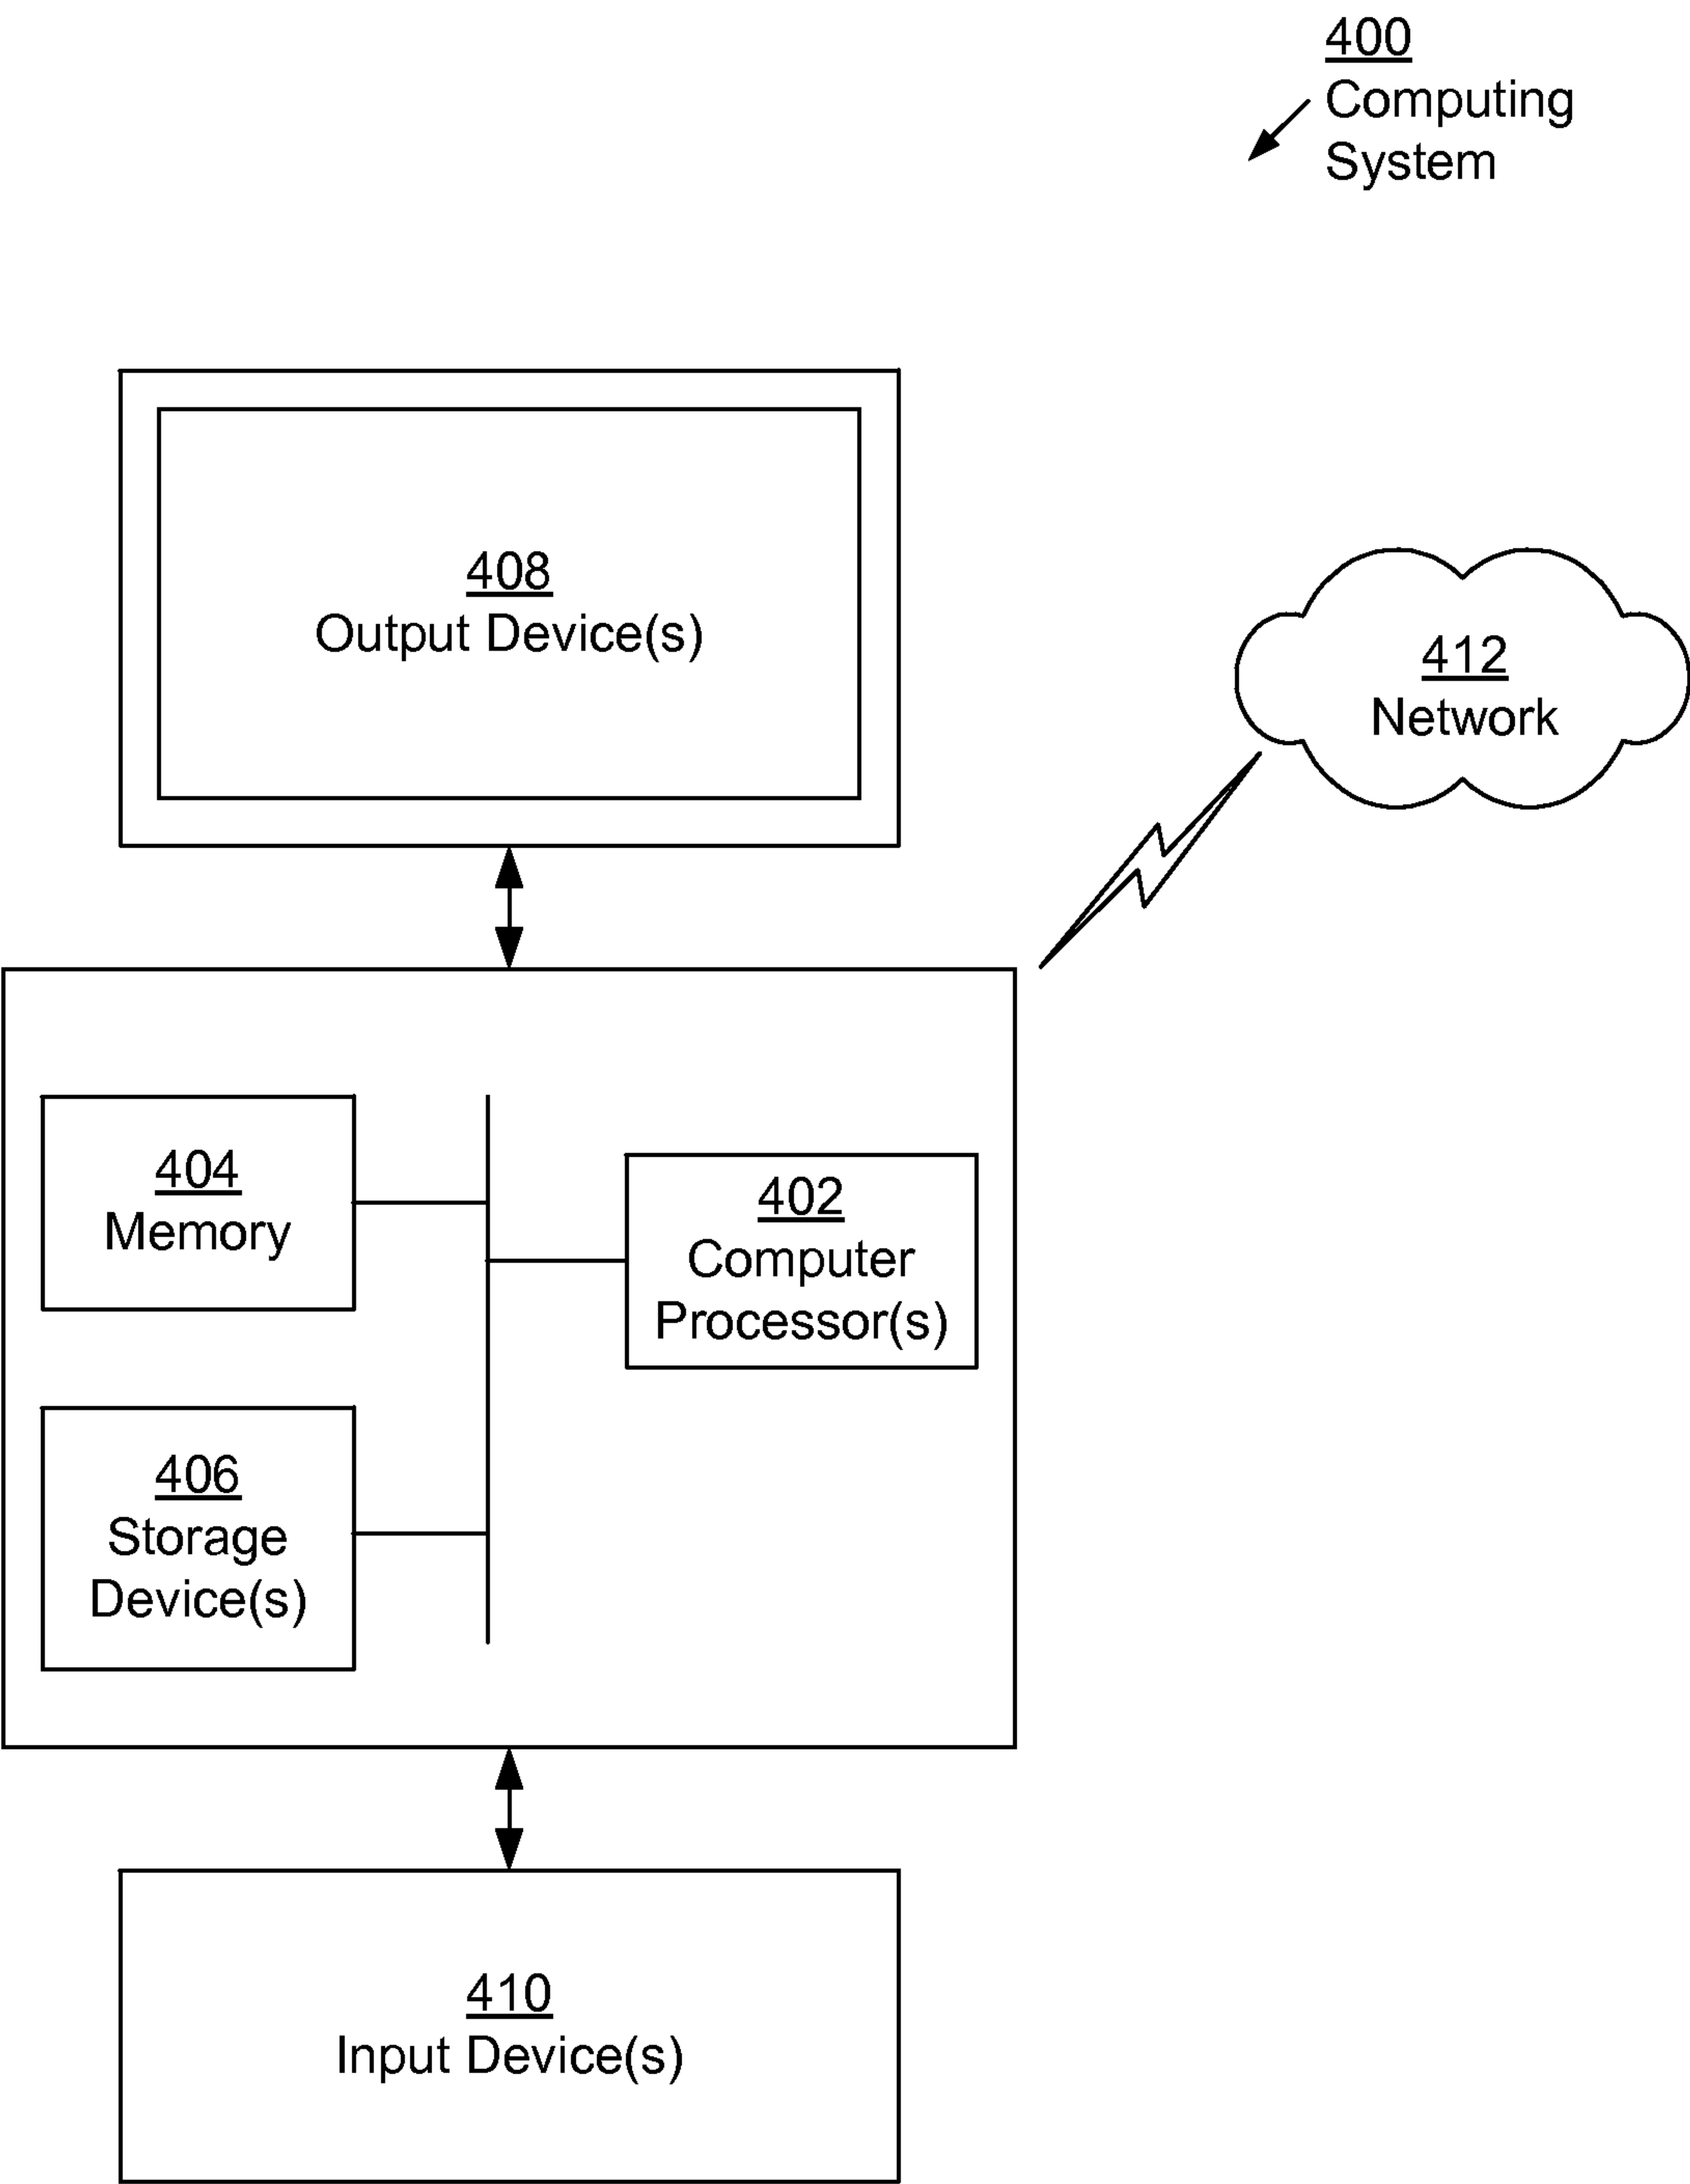 400
Computing
System
408
Output Device(s)
412
Network
404
Memory
402
Computer
Processor(s)
406
Storage
Device(s)
410
Input Device(s)